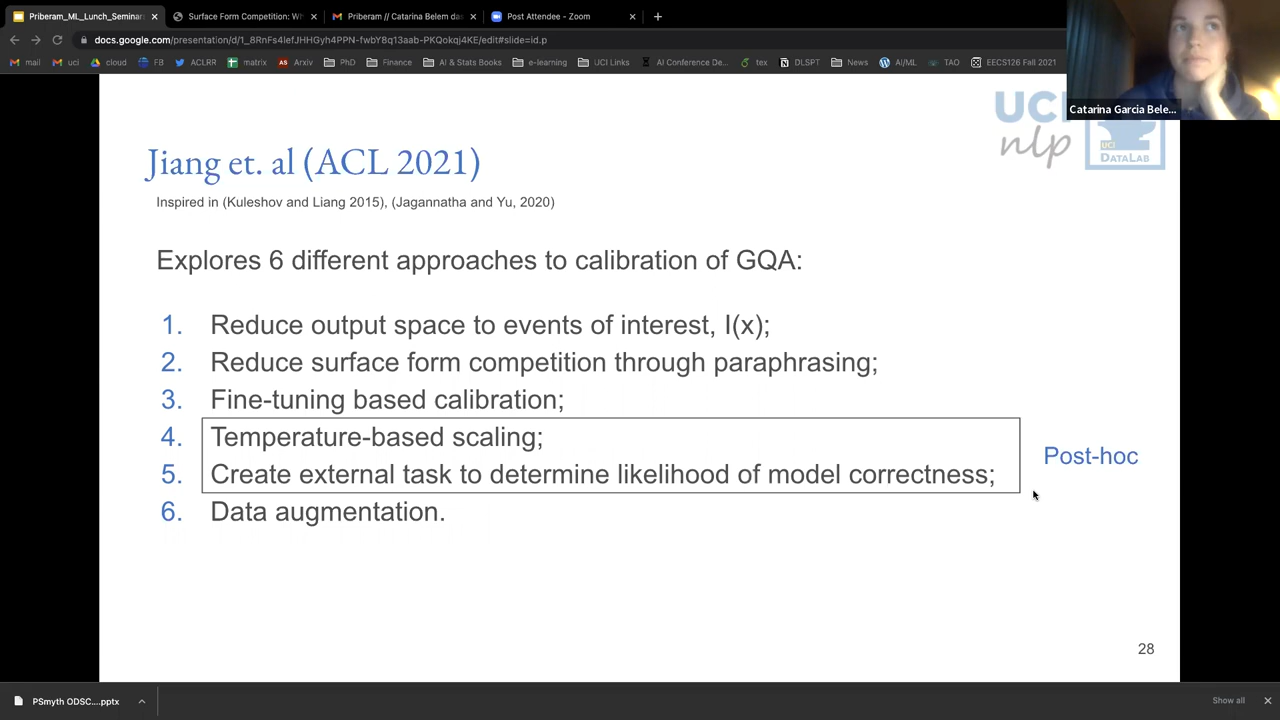 Priberam_ML_Lunch_Seminar
Surface Form Competition: Wh
Priberam // Catarina Belem das
Post Attendee - Zoom
docs.google.com/presentation/d/1_8RnFs4lefJHHGyh4PPN-fwbY8q13aab-PKQokqj4KE/edit#slide=id.p
mail uci cloud FB ACLRR matrix Arxiv PhD Finance AI & Stats Books e-learning UCI Links AI Conference De... tex DLSPT News AI/ML TAO EECS126 Fall 2021
Catarina Garcia Bele...
UCI
nlp
UCI
DATALAB
Jiang et. al (ACL 2021)
Inspired in (Kuleshov and Liang 2015), (Jagannatha and Yu, 2020)
Explores 6 different approaches to calibration of GQA:
1. Reduce output space to events of interest, I(x);
2. Reduce surface form competition through paraphrasing;
3. Fine-tuning based calibration;
4. Temperature-based scaling;
5. Create external task to determine likelihood of model correctness;
Post-hoc
6. Data augmentation.
28
PSmyth ODSC....pptx
Show all